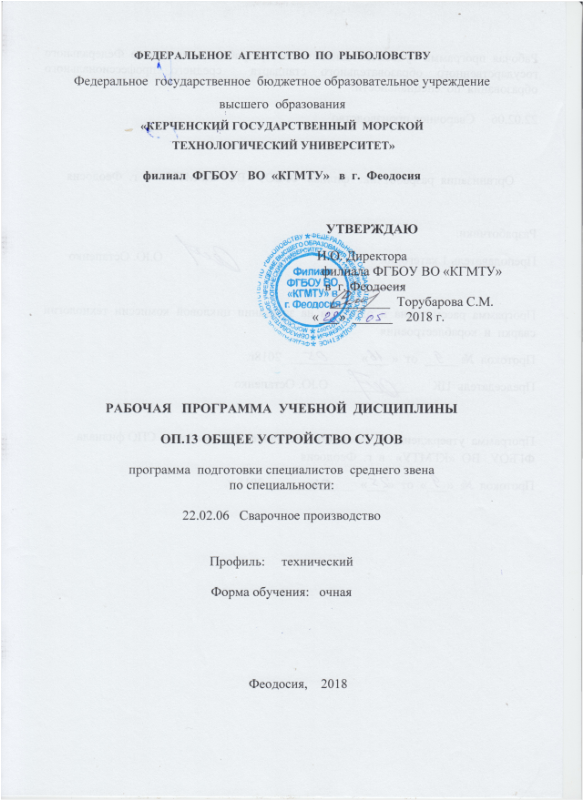 ФЕДЕРАЛЬЕНОЕ АГЕНТСТВО ПО РЫБОЛОВСТВУ
Федеральное государственное бюджетное образовательное учреждение
высшего образования
«КЕРЧЕНСКИЙ ГОСУДАРСТВЕННЫЙ МОРСКОЙ
ТЕХНОЛОГИЧЕСКИЙ УНИВЕРСИТЕТ»
филиал ФГБОУ ВО «КГМТУ» в г. Феодосия
УТВЕРЖДАЮ
И.О. Директора
филиала ФГБОУ ВО «КГМТУ»
в г. Феодосия
Торубарова С.М.
05 2018 г.
Филиал
ФГБОУ ВО
«КГМТУ» в
г. Феодосия
РАБОЧАЯ ПРОГРАММА УЧЕБНОЙ ДИСЦИПЛИНЫ
ОП.13 ОБЩЕЕ УСТРОЙСТВО СУДОВ
программа подготовки специалистов среднего звена
по специальности:
22.02.06 Сварочное производство
Профиль: технический
Форма обучения: очная
Феодосия, 2018